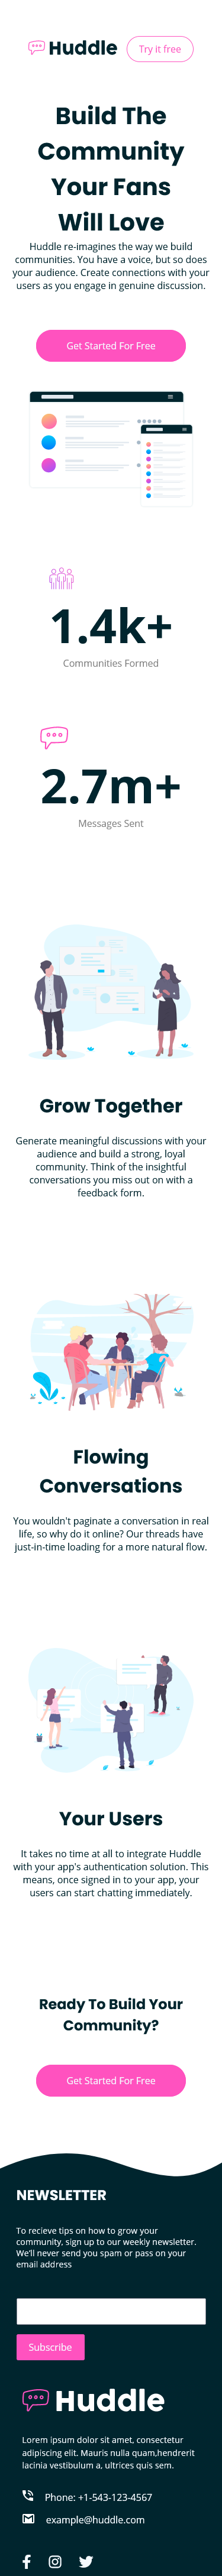 Huddle
Try it free
Build The
Community
Your Fans
Will Love
Huddle re-imagines the way we build
communities. You have a voice, but so does
your audience. Create connections with your
users as you engage in genuine discussion.
Get Started For Free
1.4k+
Communities Formed
2.7m+
Messages Sent
Grow Together
Generate meaningful discussions with your
audience and build a strong, loyal
community. Think of the insightful
conversations you miss out on with a
feedback form.
Flowing
Conversations
You wouldn't paginate a conversation in real
life, so why do it online? Our threads have
just-in-time loading for a more natural flow.
Your Users
It takes no time at all to integrate Huddle
with your app's authentication solution. This
means, once signed in to your app, your
users can start chatting immediately.
Ready To Build Your
Community?
Get Started For Free
NEWSLETTER
To recieve tips on how to grow your
community, sign up to our weekly newsletter.
We'll never send you spam or pass on your
email address
Subscribe
Huddle
Lorem ipsum dolor sit amet, consectetur
adipiscing elit. Mauris nulla quam,hendrerit
lacinia vestibulum a, ultrices quis sem.
Phone: +1-543-123-4567
example@huddle.com